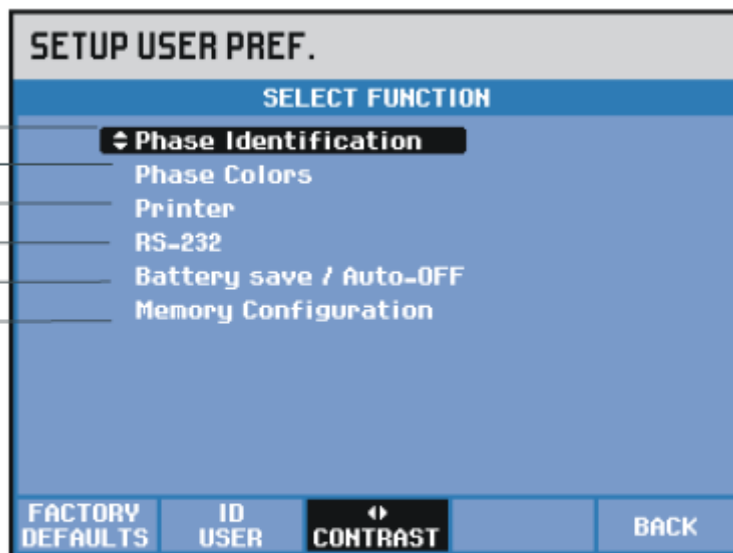 SETUP USER PREF.
SELECT FUNCTION
Phase Identification
Phase Colors
Printer
RS-232
Battery save / Auto-OFF
Memory Configuration
FACTORY DEFAULTS
ID USER
CONTRAST
BACK